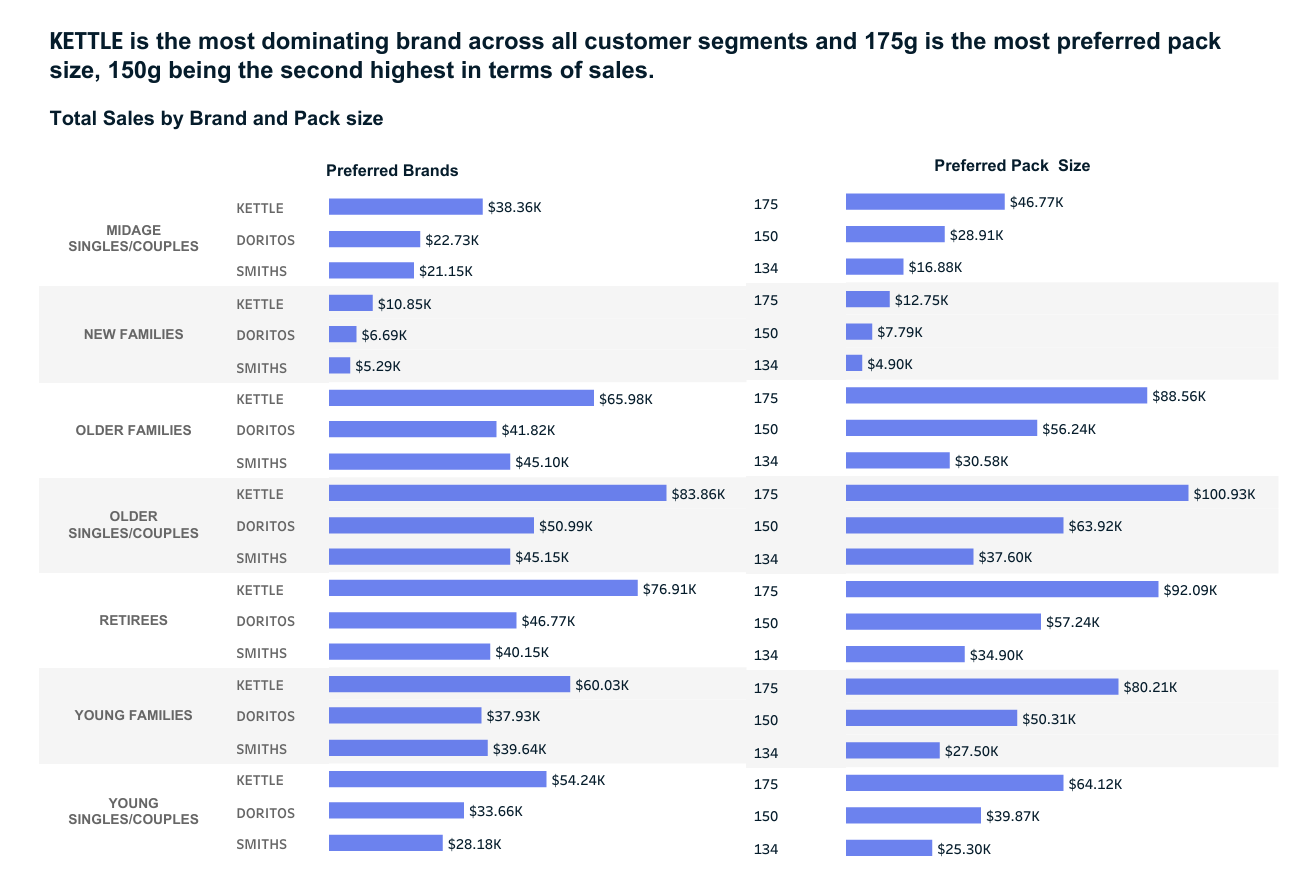 KETTLE is the most dominating brand across all customer segments and 175g is the most preferred pack
size, 150g being the second highest in terms of sales.
Total Sales by Brand and Pack size
Preferred Brands
MIDAGE
SINGLES/COUPLES
KETTLE $38.36K
DORITOS $22.73K
SMITHS $21.15K
NEW FAMILIES
KETTLE $10.85K
DORITOS $6.69K
SMITHS $5.29K
OLDER FAMILIES
KETTLE $65.98K
DORITOS $41.82K
SMITHS $45.10K
OLDER
SINGLES/COUPLES
KETTLE $83.86K
DORITOS $50.99K
SMITHS $45.15K
RETIREES
KETTLE $76.91K
DORITOS $46.77K
SMITHS $40.15K
YOUNG FAMILIES
KETTLE $60.03K
DORITOS $37.93K
SMITHS $39.64K
YOUNG
SINGLES/COUPLES
KETTLE $54.24K
DORITOS $33.66K
SMITHS $28.18K
Preferred Pack Size
175 $46.77K
150 $28.91K
134 $16.88K
175 $12.75K
150 $7.79K
134 $4.90K
175 $88.56K
150 $56.24K
134 $30.58K
175 $100.93K
150 $63.92K
134 $37.60K
175 $92.09K
150 $57.24K
134 $34.90K
175 $80.21K
150 $50.31K
134 $27.50K
175 $64.12K
150 $39.87K
134 $25.30K